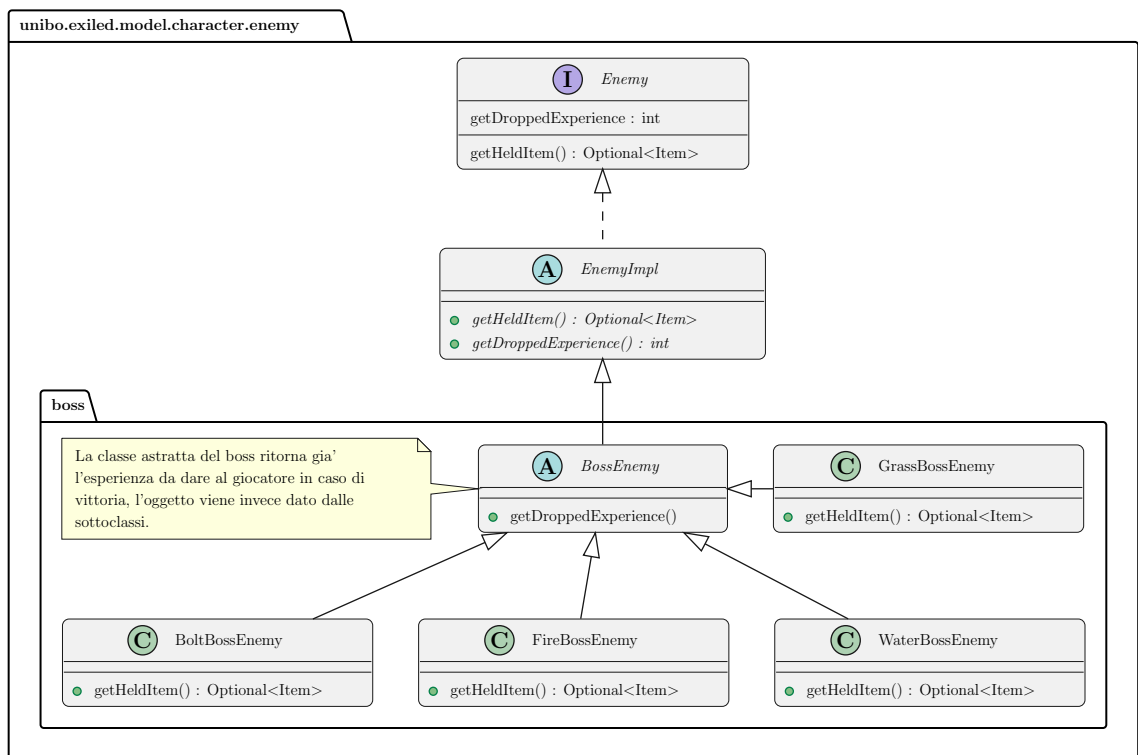 unibo.exiled.model.character.enemy
I Enemy
getDroppedExperience : int
getHeldItem() : Optional<Item>
A EnemyImpl
getHeldItem() : Optional<Item>
getDroppedExperience() : int
boss
La classe astratta del boss ritorna gia'
l'esperienza da dare al giocatore in caso di
vittoria, l'oggetto viene invece dato dalle
sottoclassi.
A BossEnemy
getDroppedExperience()
C GrassBossEnemy
getHeldItem() : Optional<Item>
C BoltBossEnemy
getHeldItem() : Optional<Item>
C FireBossEnemy
getHeldItem() : Optional<Item>
C WaterBossEnemy
getHeldItem() : Optional<Item>